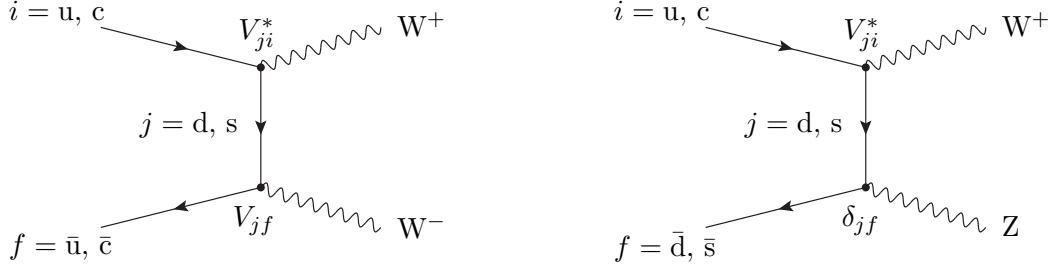 i = u, c
V*ji
W+
j = d, s
Vjf
W−
f = ū, c̄
i = u, c
V*ji
W+
j = d, s
δjf
Z
f = d̄, s̄